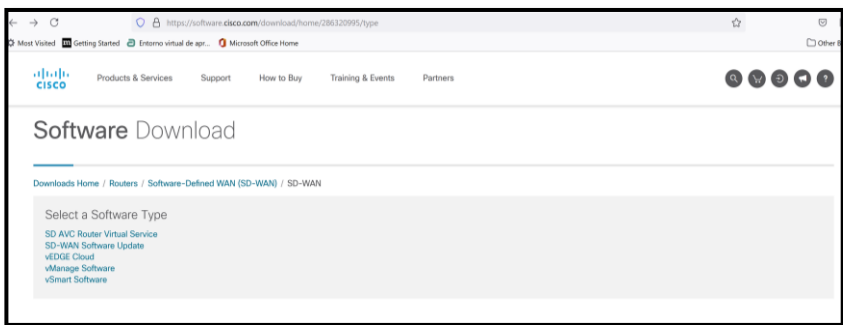 https://software.cisco.com/download/home/286320995/type
Most Visited Getting Started Entorno virtual de apr... Microsoft Office Home Other B
CISCO Products & Services Support How to Buy Training & Events Partners
Software Download
Downloads Home / Routers / Software-Defined WAN (SD-WAN) / SD-WAN
Select a Software Type
SD AVC Router Virtual Service
SD-WAN Software Update
vEDGE Cloud
vManage Software
vSmart Software